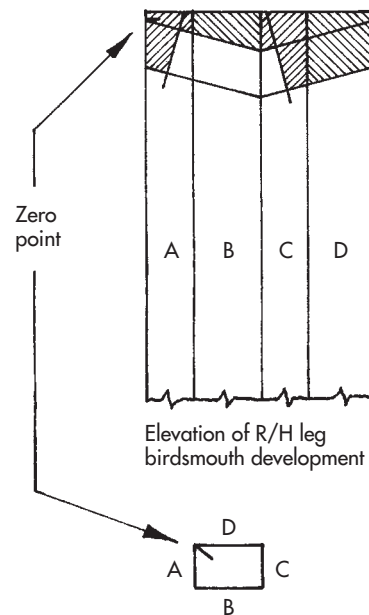 Zero
point
A B C D
Elevation of R/H leg
birdsmouth development
D
A C
B